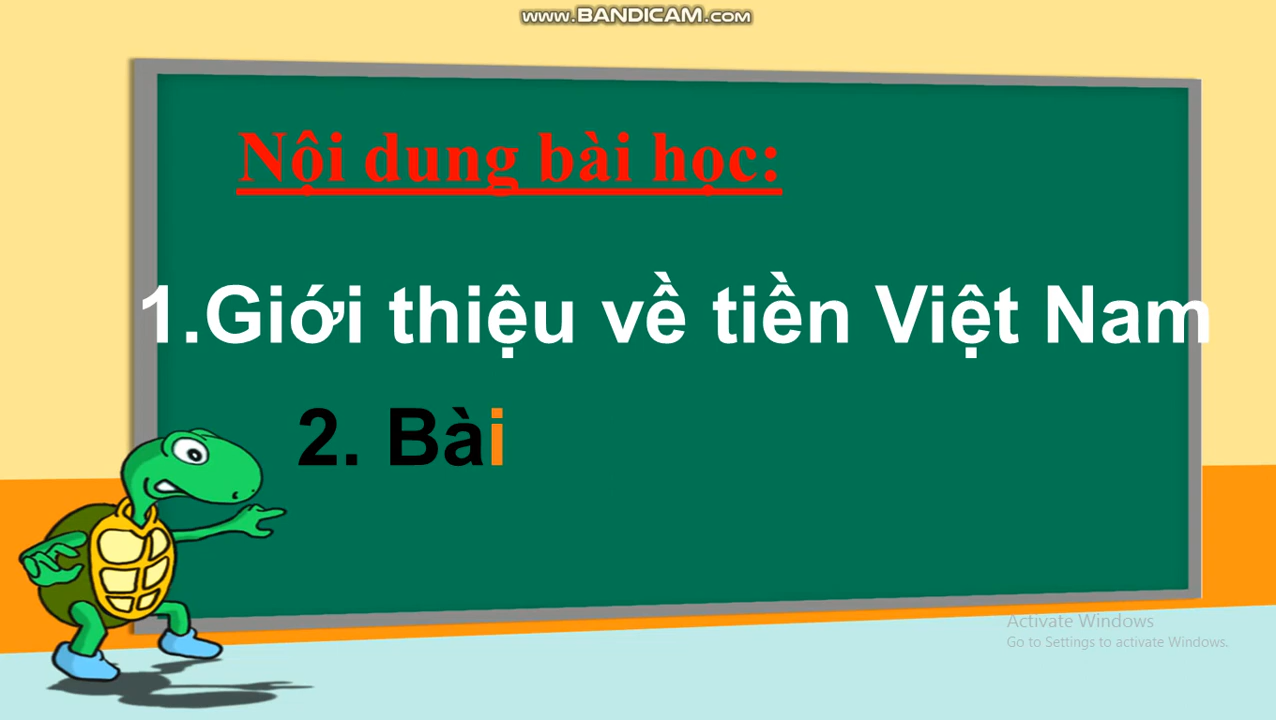 www.BANDICAM.com
Nội dung bài học:
1.Giới thiệu về tiền Việt Nam
2. Bài
Activate Windows
Go to Settings to activate Windows.